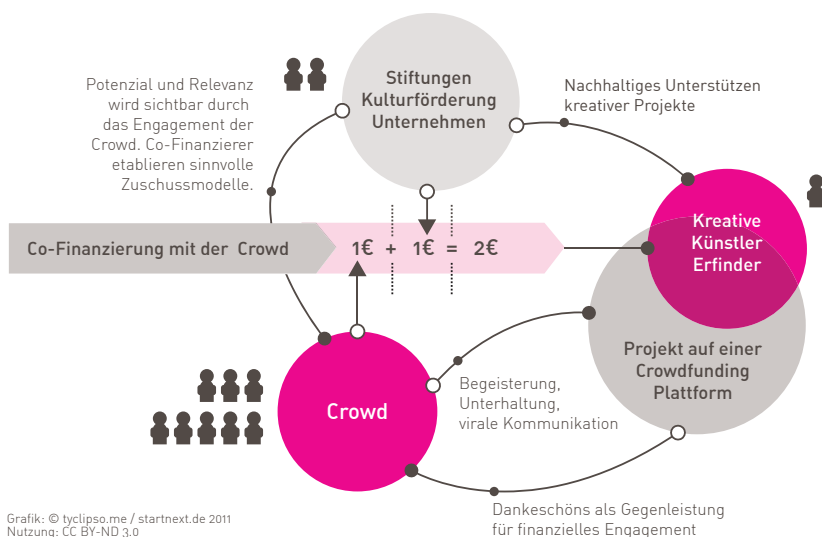 Potenzial und Relevanz
wird sichtbar durch
das Engagement der
Crowd. Co-Finanzierer
etablieren sinnvolle
Zuschussmodelle.
Stiftungen
Kulturförderung
Unternehmen
Nachhaltiges Unterstützen
kreativer Projekte
Kreative
Künstler
Erfinder
Co-Finanzierung mit der Crowd
1€ + 1€ = 2€
Projekt auf einer
Crowdfunding
Plattform
Crowd
Begeisterung,
Unterhaltung,
virale Kommunikation
Dankeschöns als Gegenleistung
für finanzielles Engagement
Grafik: © tyclipso.me / startnext.de 2011
Nutzung: CC BY-ND 3.0